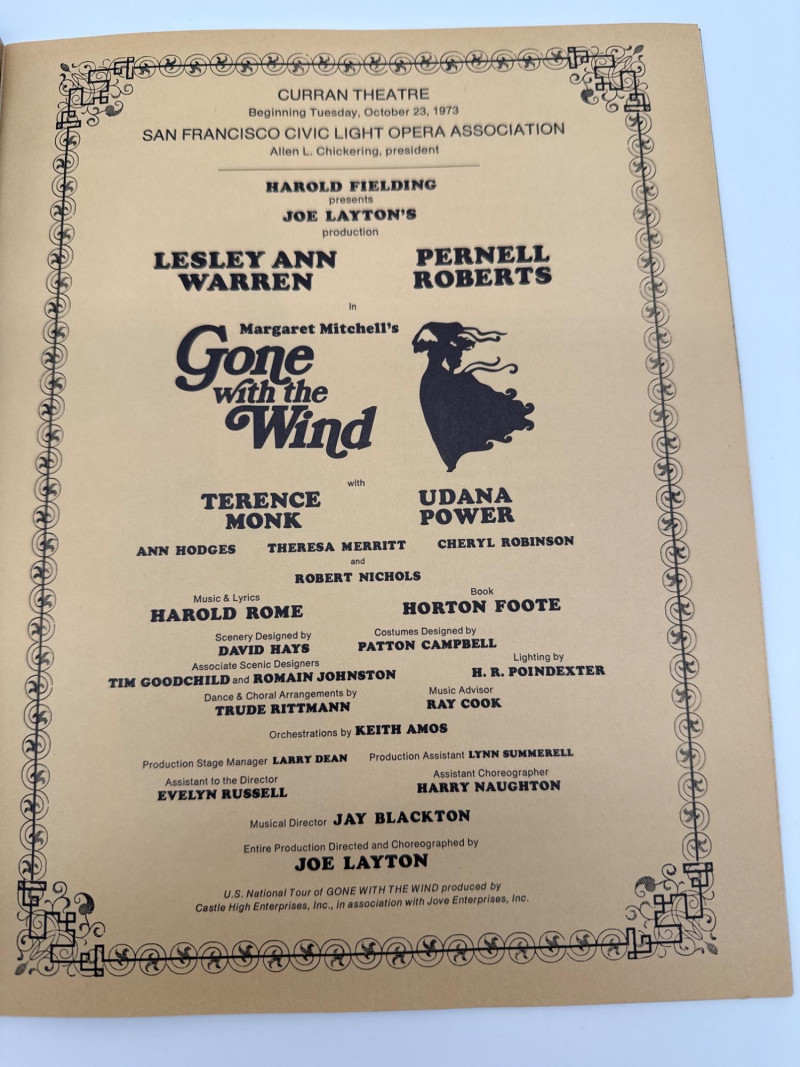 CURRAN THEATRE
Beginning Tuesday, October 23, 1973
SAN FRANCISCO CIVIC LIGHT OPERA ASSOCIATION
Allen L. Chickering, president
HAROLD FIELDING
presents
JOE LAYTON'S
production
LESLEY ANN WARREN
PERNELL ROBERTS
in
Margaret Mitchell's
Gone
with the
Wind
with
TERENCE MONK
UDANA POWER
ANN HODGES THERESA MERRITT CHERYL ROBINSON
and
ROBERT NICHOLS
Music & Lyrics
HAROLD ROME
Book
HORTON FOOTE
Scenery Designed by
DAVID HAYS
Costumes Designed by
PATTON CAMPBELL
Associate Scenic Designers
TIM GOODCHILD and ROMAIN JOHNSTON
Lighting by
H. R. POINDEXTER
Dance & Choral Arrangements by
TRUDE RITTMANN
Music Advisor
RAY COOK
Orchestrations by KEITH AMOS
Production Stage Manager LARRY DEAN Production Assistant LYNN SUMMERELL
Assistant to the Director
EVELYN RUSSELL
Assistant Choreographer
HARRY NAUGHTON
Musical Director JAY BLACKTON
Entire Production Directed and Choreographed by
JOE LAYTON
U.S. National Tour of GONE WITH THE WIND produced by
Castle High Enterprises, Inc., in association with Jove Enterprises, Inc.